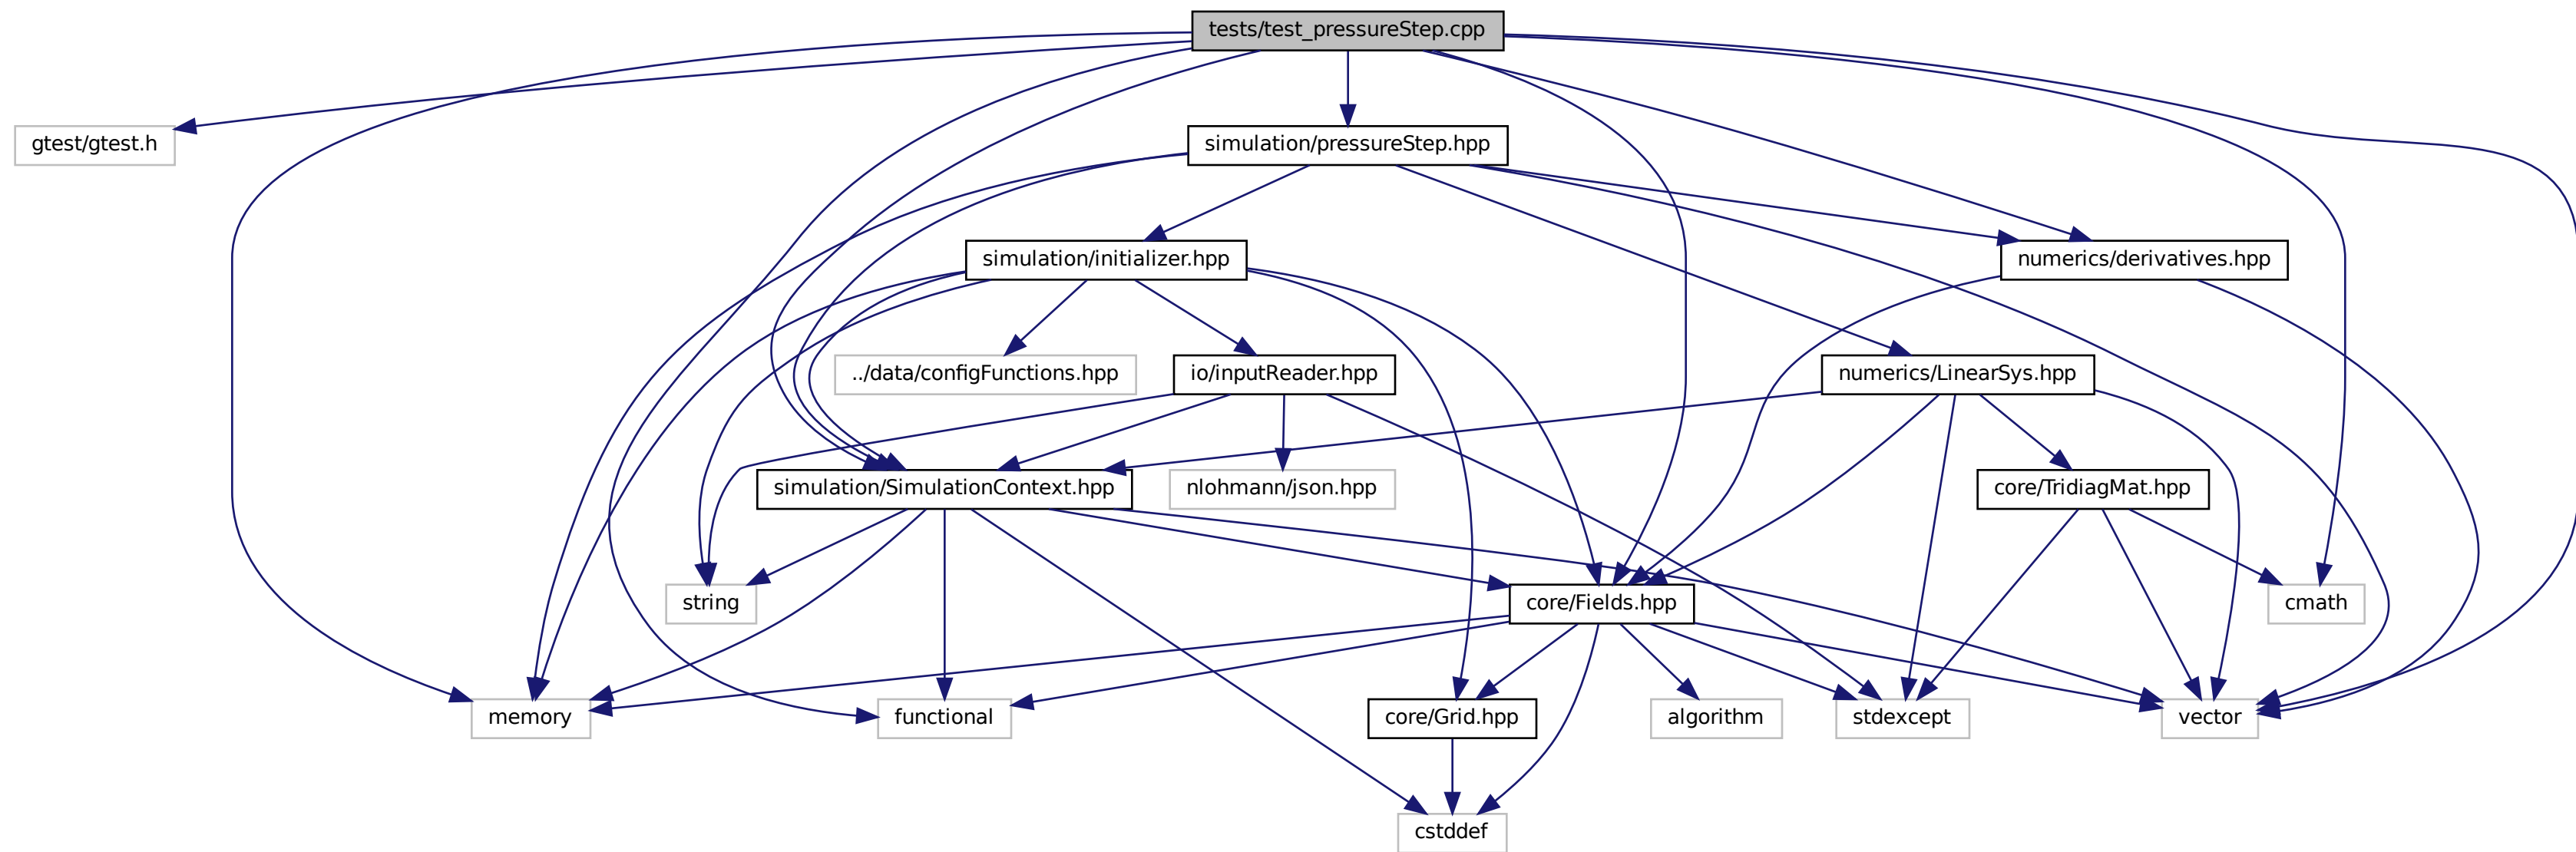 tests/test_pressureStep.cpp
gtest/gtest.h
simulation/pressureStep.hpp
simulation/initializer.hpp
numerics/derivatives.hpp
../data/configFunctions.hpp
io/inputReader.hpp
numerics/LinearSys.hpp
simulation/SimulationContext.hpp
nlohmann/json.hpp
core/TridiagMat.hpp
string
core/Fields.hpp
cmath
memory
functional
core/Grid.hpp
algorithm
stdexcept
vector
cstddef